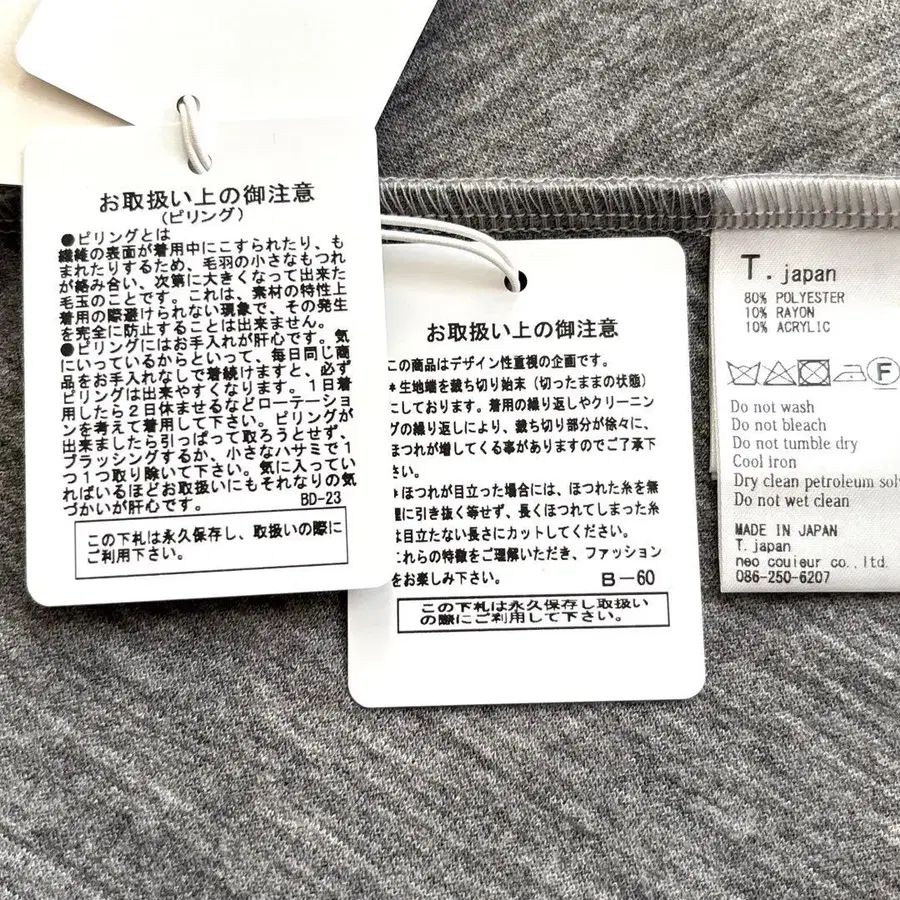 お取扱い上の御注意
(ピリング)
●ピリングとは
繊維の表面が着用中にこすられたり、も
まれたりするため、毛羽の小さなもつれ
が絡み合い、次第に大きくなって出来た
毛玉のことです。これは、素材の特性上
着用の際避けられない現象で、その発生
を完全に防止することは出来ません。
●ピリングにはお手入れが肝心です。気
にいっているからといって、毎日同じ商
品をお手入れなしで着続けますと、必ず
ピリングは出来やすくなります。1日着
用したら2日休ませるなどローテーショ
ンを考えて着用して下さい。ピリングが
出来ましたら引っぱって取ろうとせず、
ブラッシングするか、小さなハサミで1
つ1つ取り除いて下さい。気に入ってい
ればいるほどお取扱いにもそれなりの気
づかいが肝心です。 BD-23
この下札は永久保存し、取扱いの際に
ご利用下さい。
お取扱い上の御注意
この商品はデザイン性重視の企画です。
*生地端を裁ち切り始末(切ったままの状態)
にしております。着用の繰り返しやクリーニン
グの繰り返しにより、裁ち切り部分が徐々に、
ほつれが増してくる事がありますのでご了承下
さい。
*ほつれが目立った場合には、ほつれた糸を無
理に引き抜く等せず、長くほつれてしまった糸
は目立たない長さにカットしてください。
これらの特徴をご理解いただき、ファッション
をお楽しみ下さい。 B-60
この下札は永久保存し取扱い
の際にご利用して下さい。
T. japan
80% POLYESTER
10% RAYON
10% ACRYLIC
F
Do not wash
Do not bleach
Do not tumble dry
Cool iron
Dry clean petroleum sol
Do not wet clean
MADE IN JAPAN
T. japan
neo couleur co., ltd.
086-250-6207